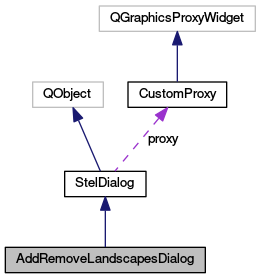 QGraphicsProxyWidget
QObject
CustomProxy
proxy
StelDialog
AddRemoveLandscapesDialog